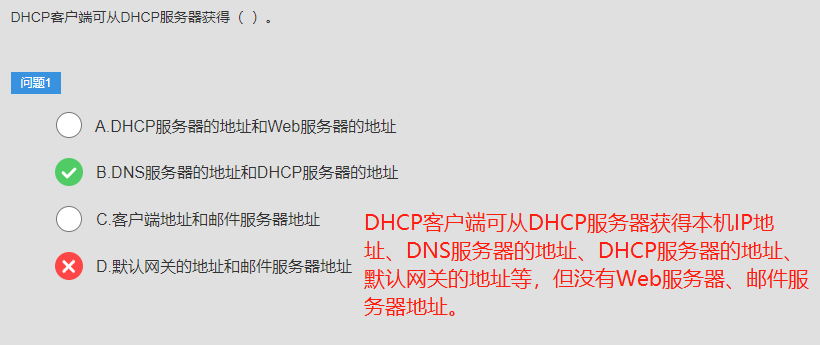 DHCP客户端可从DHCP服务器获得（ ）。
问题1
A.DHCP服务器的地址和Web服务器的地址
B.DNS服务器的地址和DHCP服务器的地址
C.客户端地址和邮件服务器地址
D.默认网关的地址和邮件服务器地址
DHCP客户端可从DHCP服务器获得本机IP地
址、DNS服务器的地址、DHCP服务器的地址、
默认网关的地址等，但没有Web服务器、邮件服
务器地址。